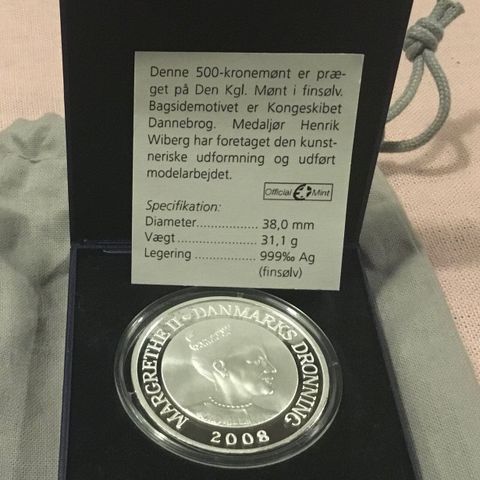 Denne 500-kronemønt er præ-
get på Den Kgl. Mønt i finsølv.
Bagsidemotivet er Kongeskibet
Dannebrog. Medaljør Henrik
Wiberg har foretaget den kunst-
neriske udformning og udført
modelarbejdet.
Official Mint
Specifikation:
Diameter............... 38,0 mm
Vægt..................... 31,1 g
Legering ............... 999‰ Ag
(finsølv)
MARGRETHE II · DANMARKS DRONNING
2008